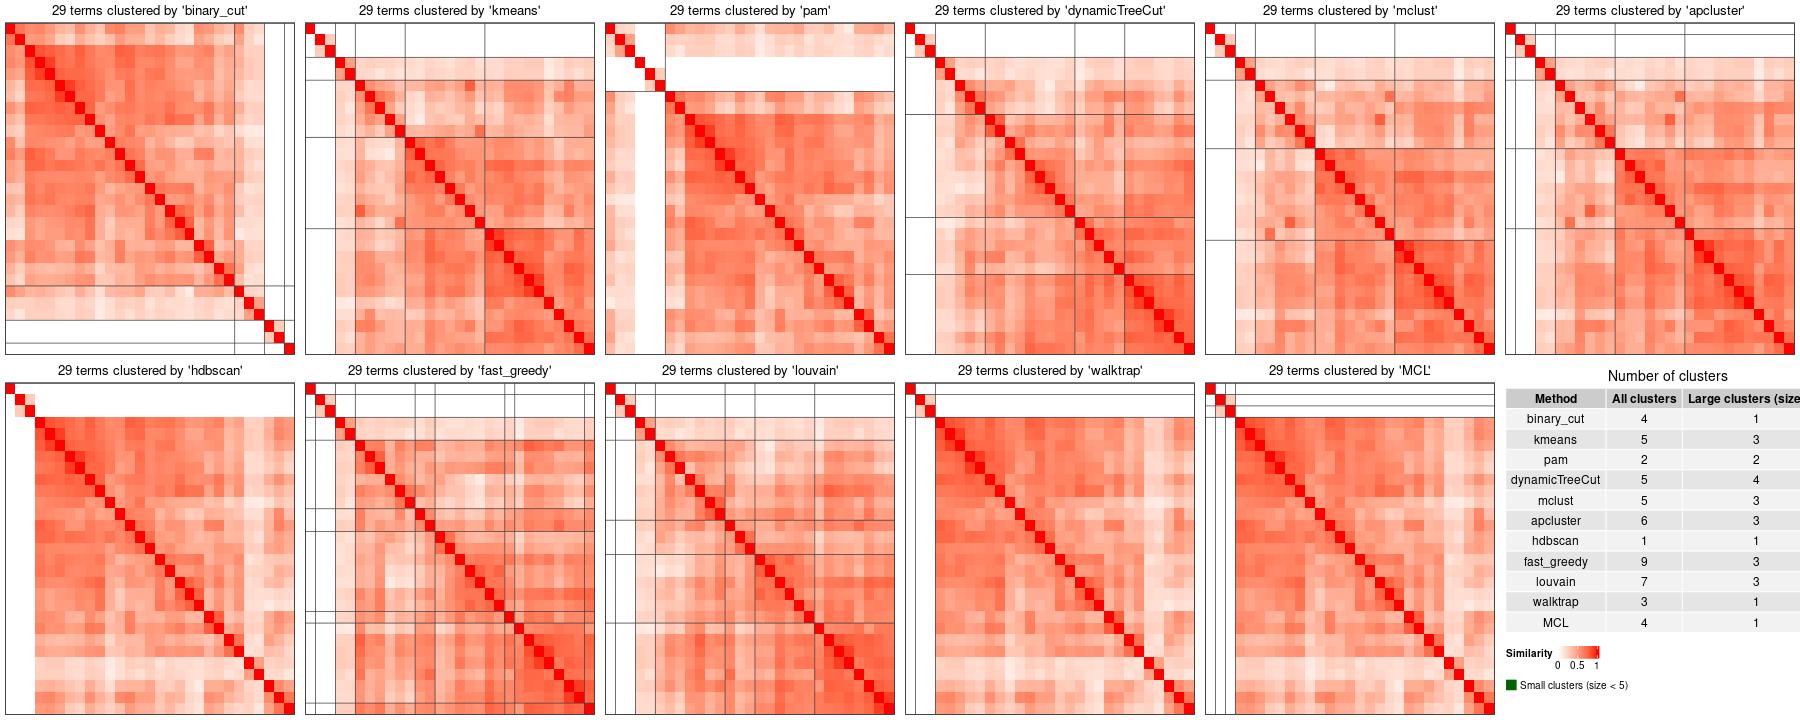 29 terms clustered by 'binary_cut'
29 terms clustered by 'kmeans'
29 terms clustered by 'pam'
29 terms clustered by 'dynamicTreeCut'
29 terms clustered by 'mclust'
29 terms clustered by 'apcluster'
29 terms clustered by 'hdbscan'
29 terms clustered by 'fast_greedy'
29 terms clustered by 'louvain'
29 terms clustered by 'walktrap'
29 terms clustered by 'MCL'
Number of clusters
Method All clusters Large clusters (size
binary_cut 4 1
kmeans 5 3
pam 2 2
dynamicTreeCut 5 4
mclust 5 3
apcluster 6 3
hdbscan 1 1
fast_greedy 9 3
louvain 7 3
walktrap 3 1
MCL 4 1
Similarity
0 0.5 1
Small clusters (size < 5)